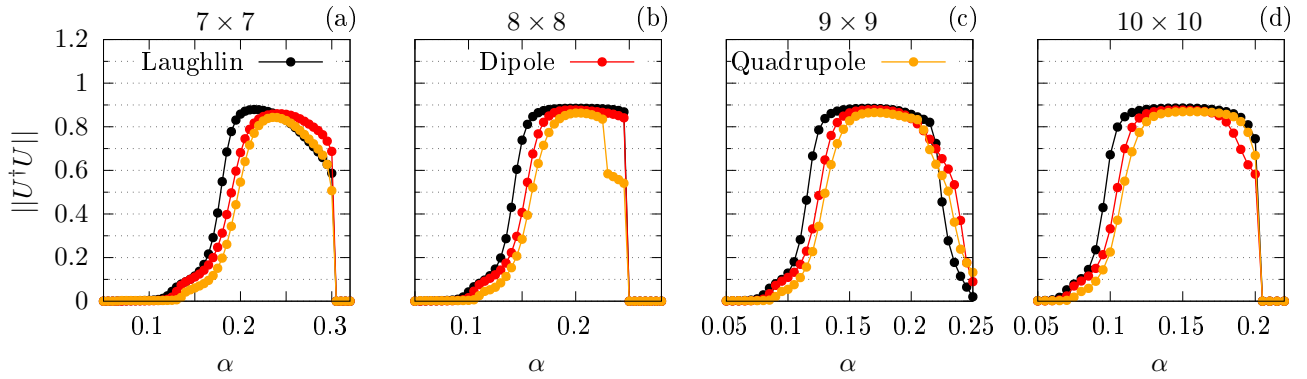 7 × 7 (a) 8 × 8 (b) 9 × 9 (c) 10 × 10 (d)
1.2
Laughlin Dipole Quadrupole
1
0.8
0.6
0.4
0.2
0
||U†U||
0.1 0.2 0.3 0.1 0.2 0.05 0.1 0.15 0.2 0.25 0.05 0.1 0.15 0.2
α α α α